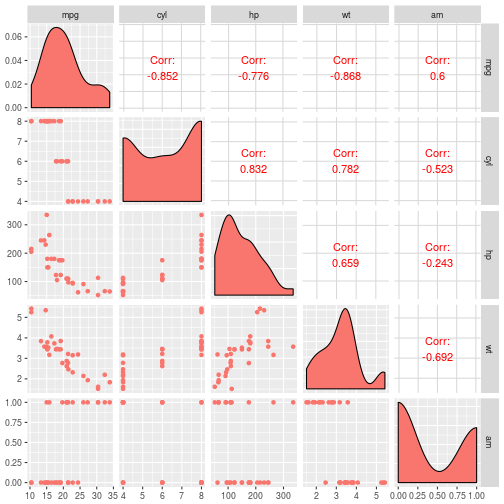 mpg cyl hp wt am
0.06
0.04
0.02
0.00
Corr:
-0.852
Corr:
-0.776
Corr:
-0.868
Corr:
0.6
mpg
8
7
6
5
4
Corr:
0.832
Corr:
0.782
Corr:
-0.523
cyl
300
200
100
Corr:
0.659
Corr:
-0.243
hp
5
4
3
2
Corr:
-0.692
wt
1.00
0.75
0.50
0.25
0.00
am
10 15 20 25 30 35 4 5 6 7 8 100 200 300 2 3 4 5 0.00 0.25 0.50 0.75 1.00